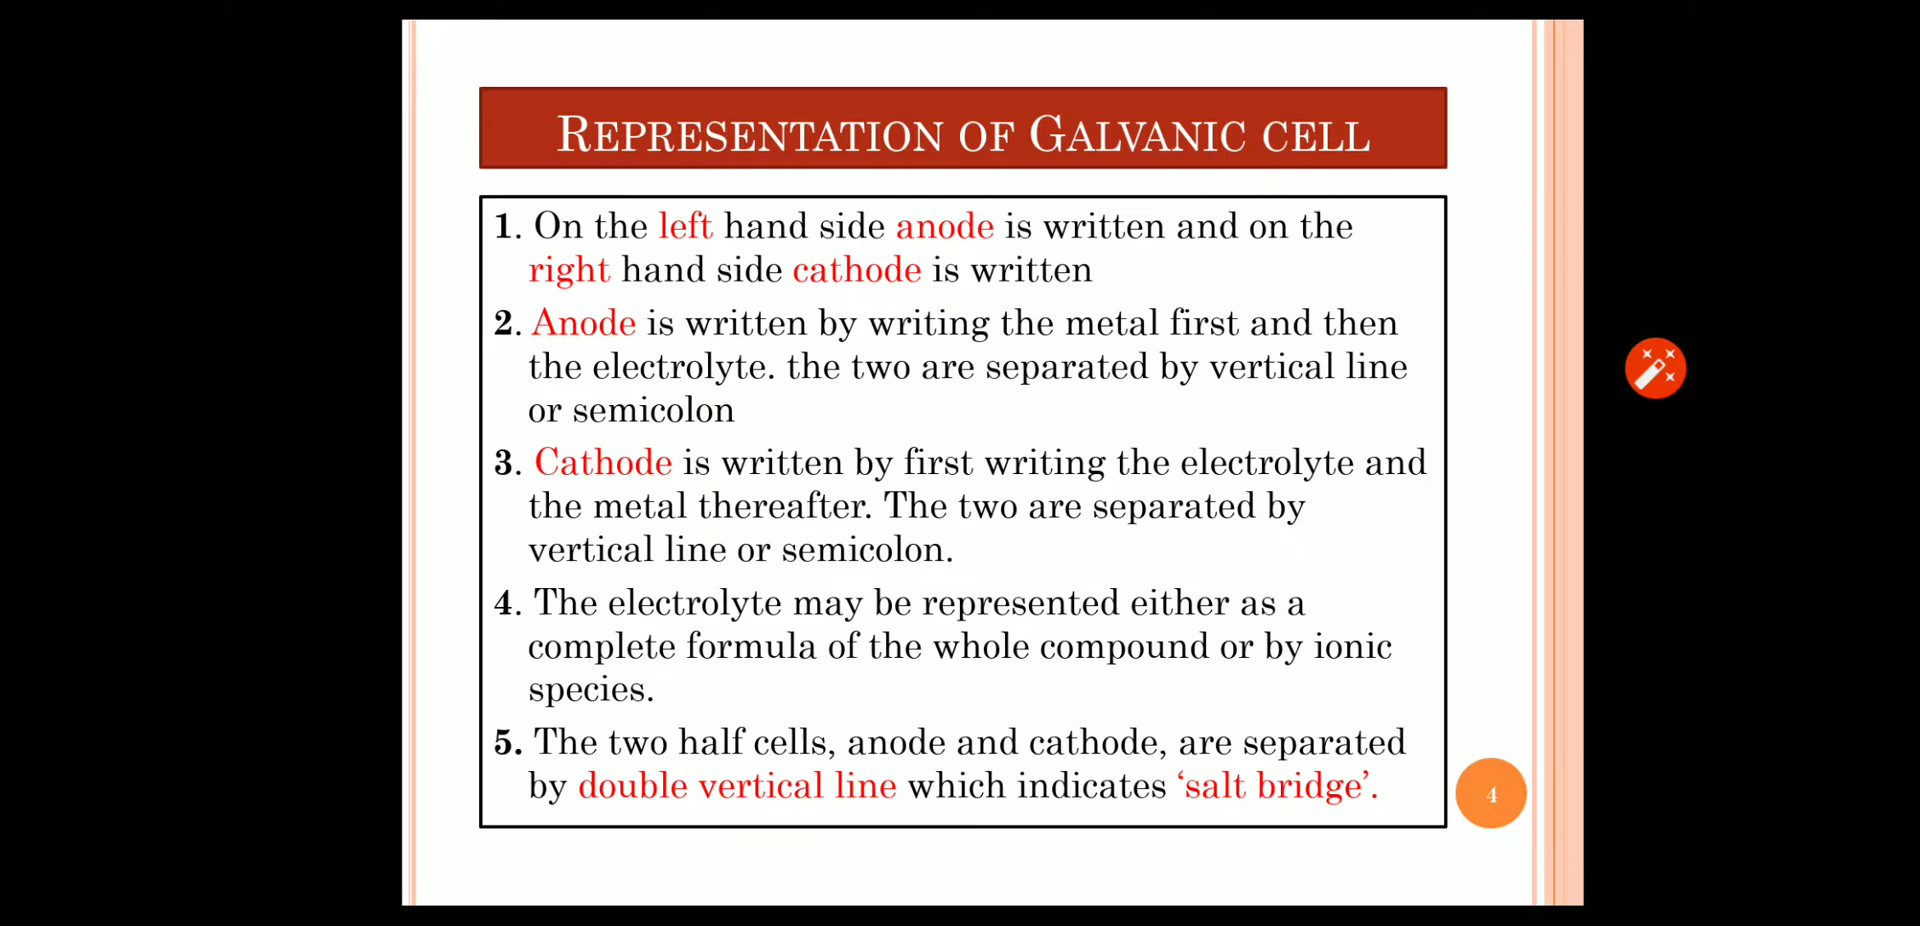 REPRESENTATION OF GALVANIC CELL
1. On the left hand side anode is written and on the
right hand side cathode is written
2. Anode is written by writing the metal first and then
the electrolyte. the two are separated by vertical line
or semicolon
3. Cathode is written by first writing the electrolyte and
the metal thereafter. The two are separated by
vertical line or semicolon.
4. The electrolyte may be represented either as a
complete formula of the whole compound or by ionic
species.
5. The two half cells, anode and cathode, are separated
by double vertical line which indicates ‘salt bridge’.
4